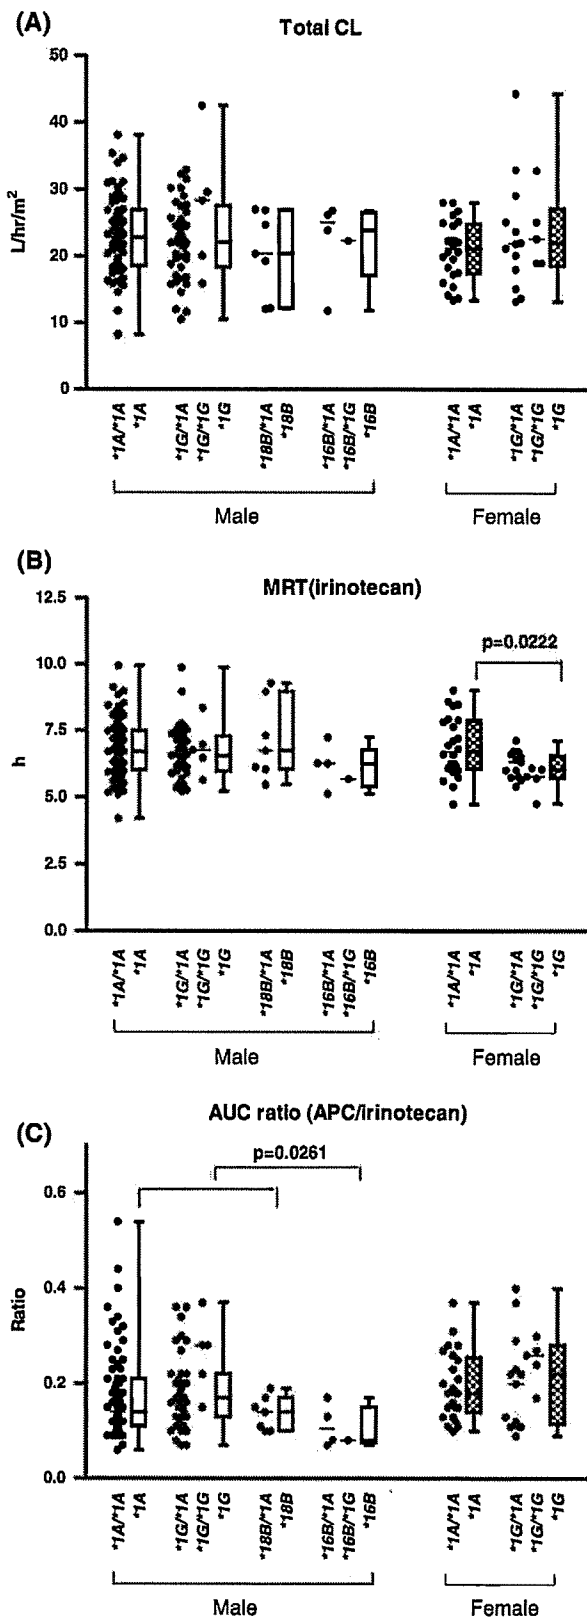 (A)
Total CL
50
40
30
20
10
0
L/hr/m²
*1A/*1A
*1A
*1G/*1A
*1G/*1G
*1G
*18B/*1A
*18B
*16B/*1A
*16B/*1G
*16B
*1A/*1A
*1A
*1G/*1A
*1G/*1G
*1G
Male
Female
(B)
MRT(irinotecan)
12.5
10.0
7.5
5.0
2.5
0.0
h
p=0.0222
*1A/*1A
*1A
*1G/*1A
*1G/*1G
*1G
*18B/*1A
*18B
*16B/*1A
*16B/*1G
*16B
*1A/*1A
*1A
*1G/*1A
*1G/*1G
*1G
Male
Female
(C)
AUC ratio (APC/irinotecan)
p=0.0261
0.6
0.4
0.2
0.0
Ratio
*1A/*1A
*1A
*1G/*1A
*1G/*1G
*1G
*18B/*1A
*18B
*16B/*1A
*16B/*1G
*16B
*1A/*1A
*1A
*1G/*1A
*1G/*1G
*1G
Male
Female